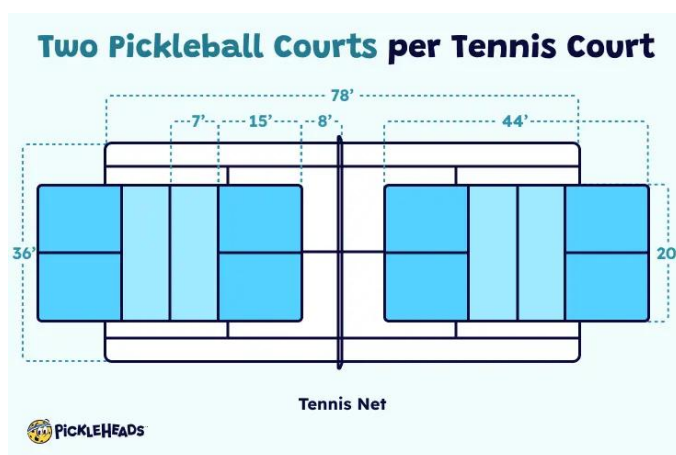 Two Pickleball Courts per Tennis Court
78’
7’ 15’ 8’ 44’
36’ 20
Tennis Net
PICKLEHEADS